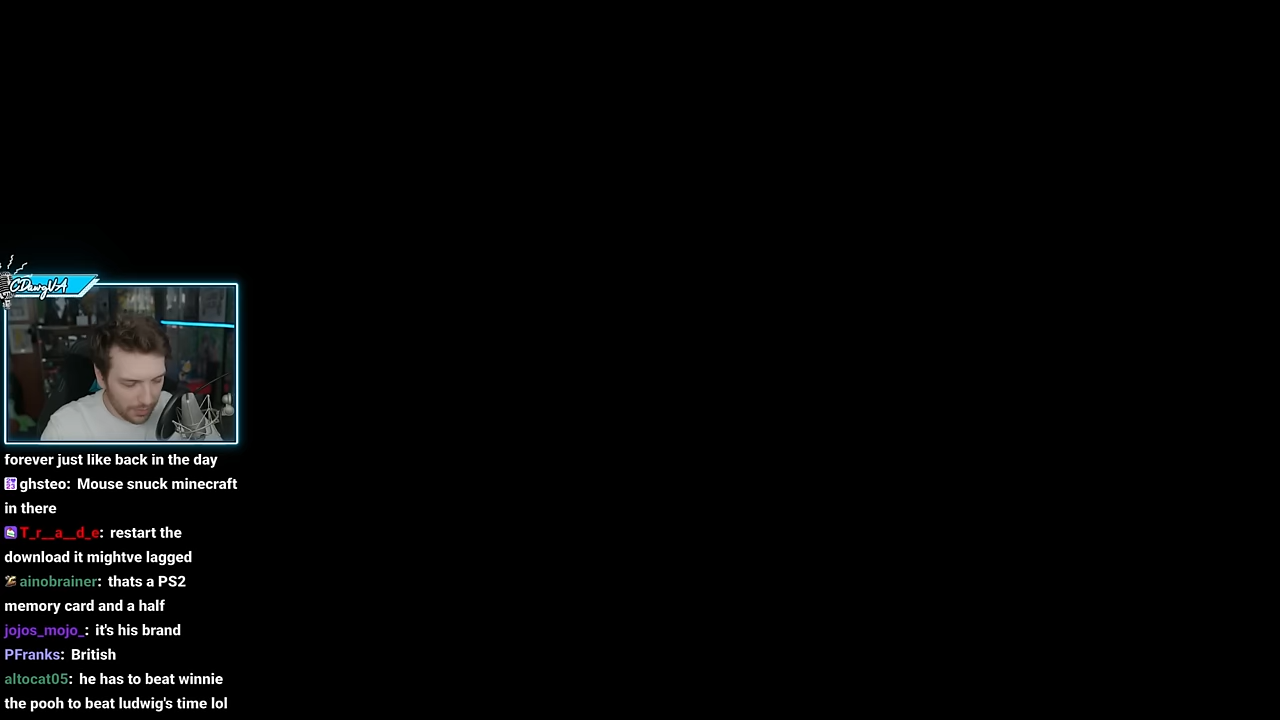 CDawgVA
forever just like back in the day
ghsteo: Mouse snuck minecraft
in there
T_r__a__d_e: restart the
download it mightve lagged
ainobrainer: thats a PS2
memory card and a half
jojos_mojo_: it's his brand
PFranks: British
altocat05: he has to beat winnie
the pooh to beat ludwig's time lol